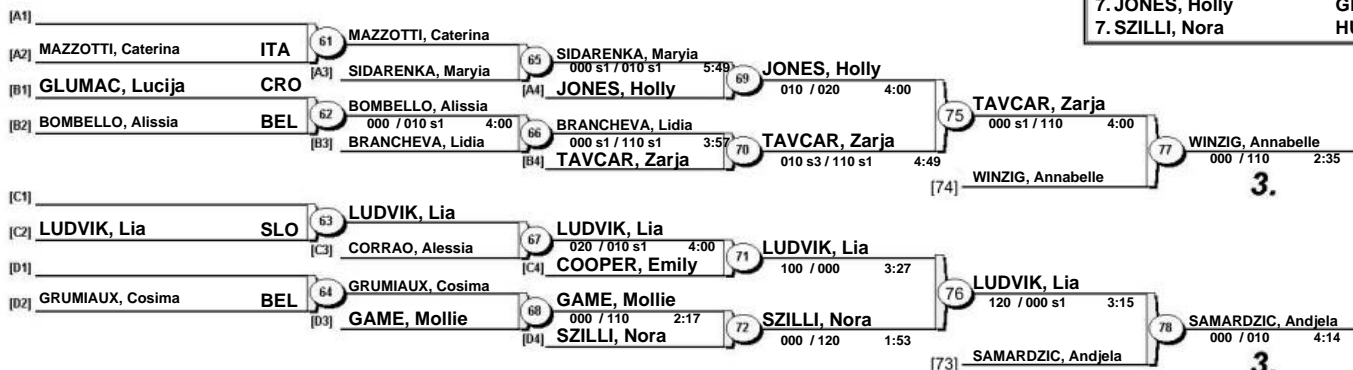 7. JONES, Holly
7. SZILLI, Nora
[A1]
[A2] MAZZOTTI, Caterina ITA
61 MAZZOTTI, Caterina
[A3] SIDARENKA, Maryia
65 SIDARENKA, Maryia
000 s1 / 010 s1 5:49
[A4] JONES, Holly
69 JONES, Holly
010 / 020 4:00
[B1] GLUMAC, Lucija CRO
[B2] BOMBELLO, Alissia BEL
62 BOMBELLO, Alissia
000 / 010 s1 4:00
[B3] BRANCHEVA, Lidia
66 BRANCHEVA, Lidia
000 s1 / 110 s1 3:57
[B4] TAVCAR, Zarja
70 TAVCAR, Zarja
010 s3 / 110 s1 4:49
75 TAVCAR, Zarja
000 s1 / 110 4:00
[74] WINZIG, Annabelle
77 WINZIG, Annabelle
000 / 110 2:35
3.
[C1]
[C2] LUDVIK, Lia SLO
63 LUDVIK, Lia
[C3] CORRAO, Alessia
67 LUDVIK, Lia
020 / 010 s1 4:00
[C4] COOPER, Emily
71 LUDVIK, Lia
100 / 000 3:27
[D1]
[D2] GRUMIAUX, Cosima BEL
64 GRUMIAUX, Cosima
[D3] GAME, Mollie
68 GAME, Mollie
000 / 110 2:17
[D4] SZILLI, Nora
72 SZILLI, Nora
000 / 120 1:53
76 LUDVIK, Lia
120 / 000 s1 3:15
[73] SAMARDZIC, Andjela
78 SAMARDZIC, Andjela
000 / 010 4:14
3.